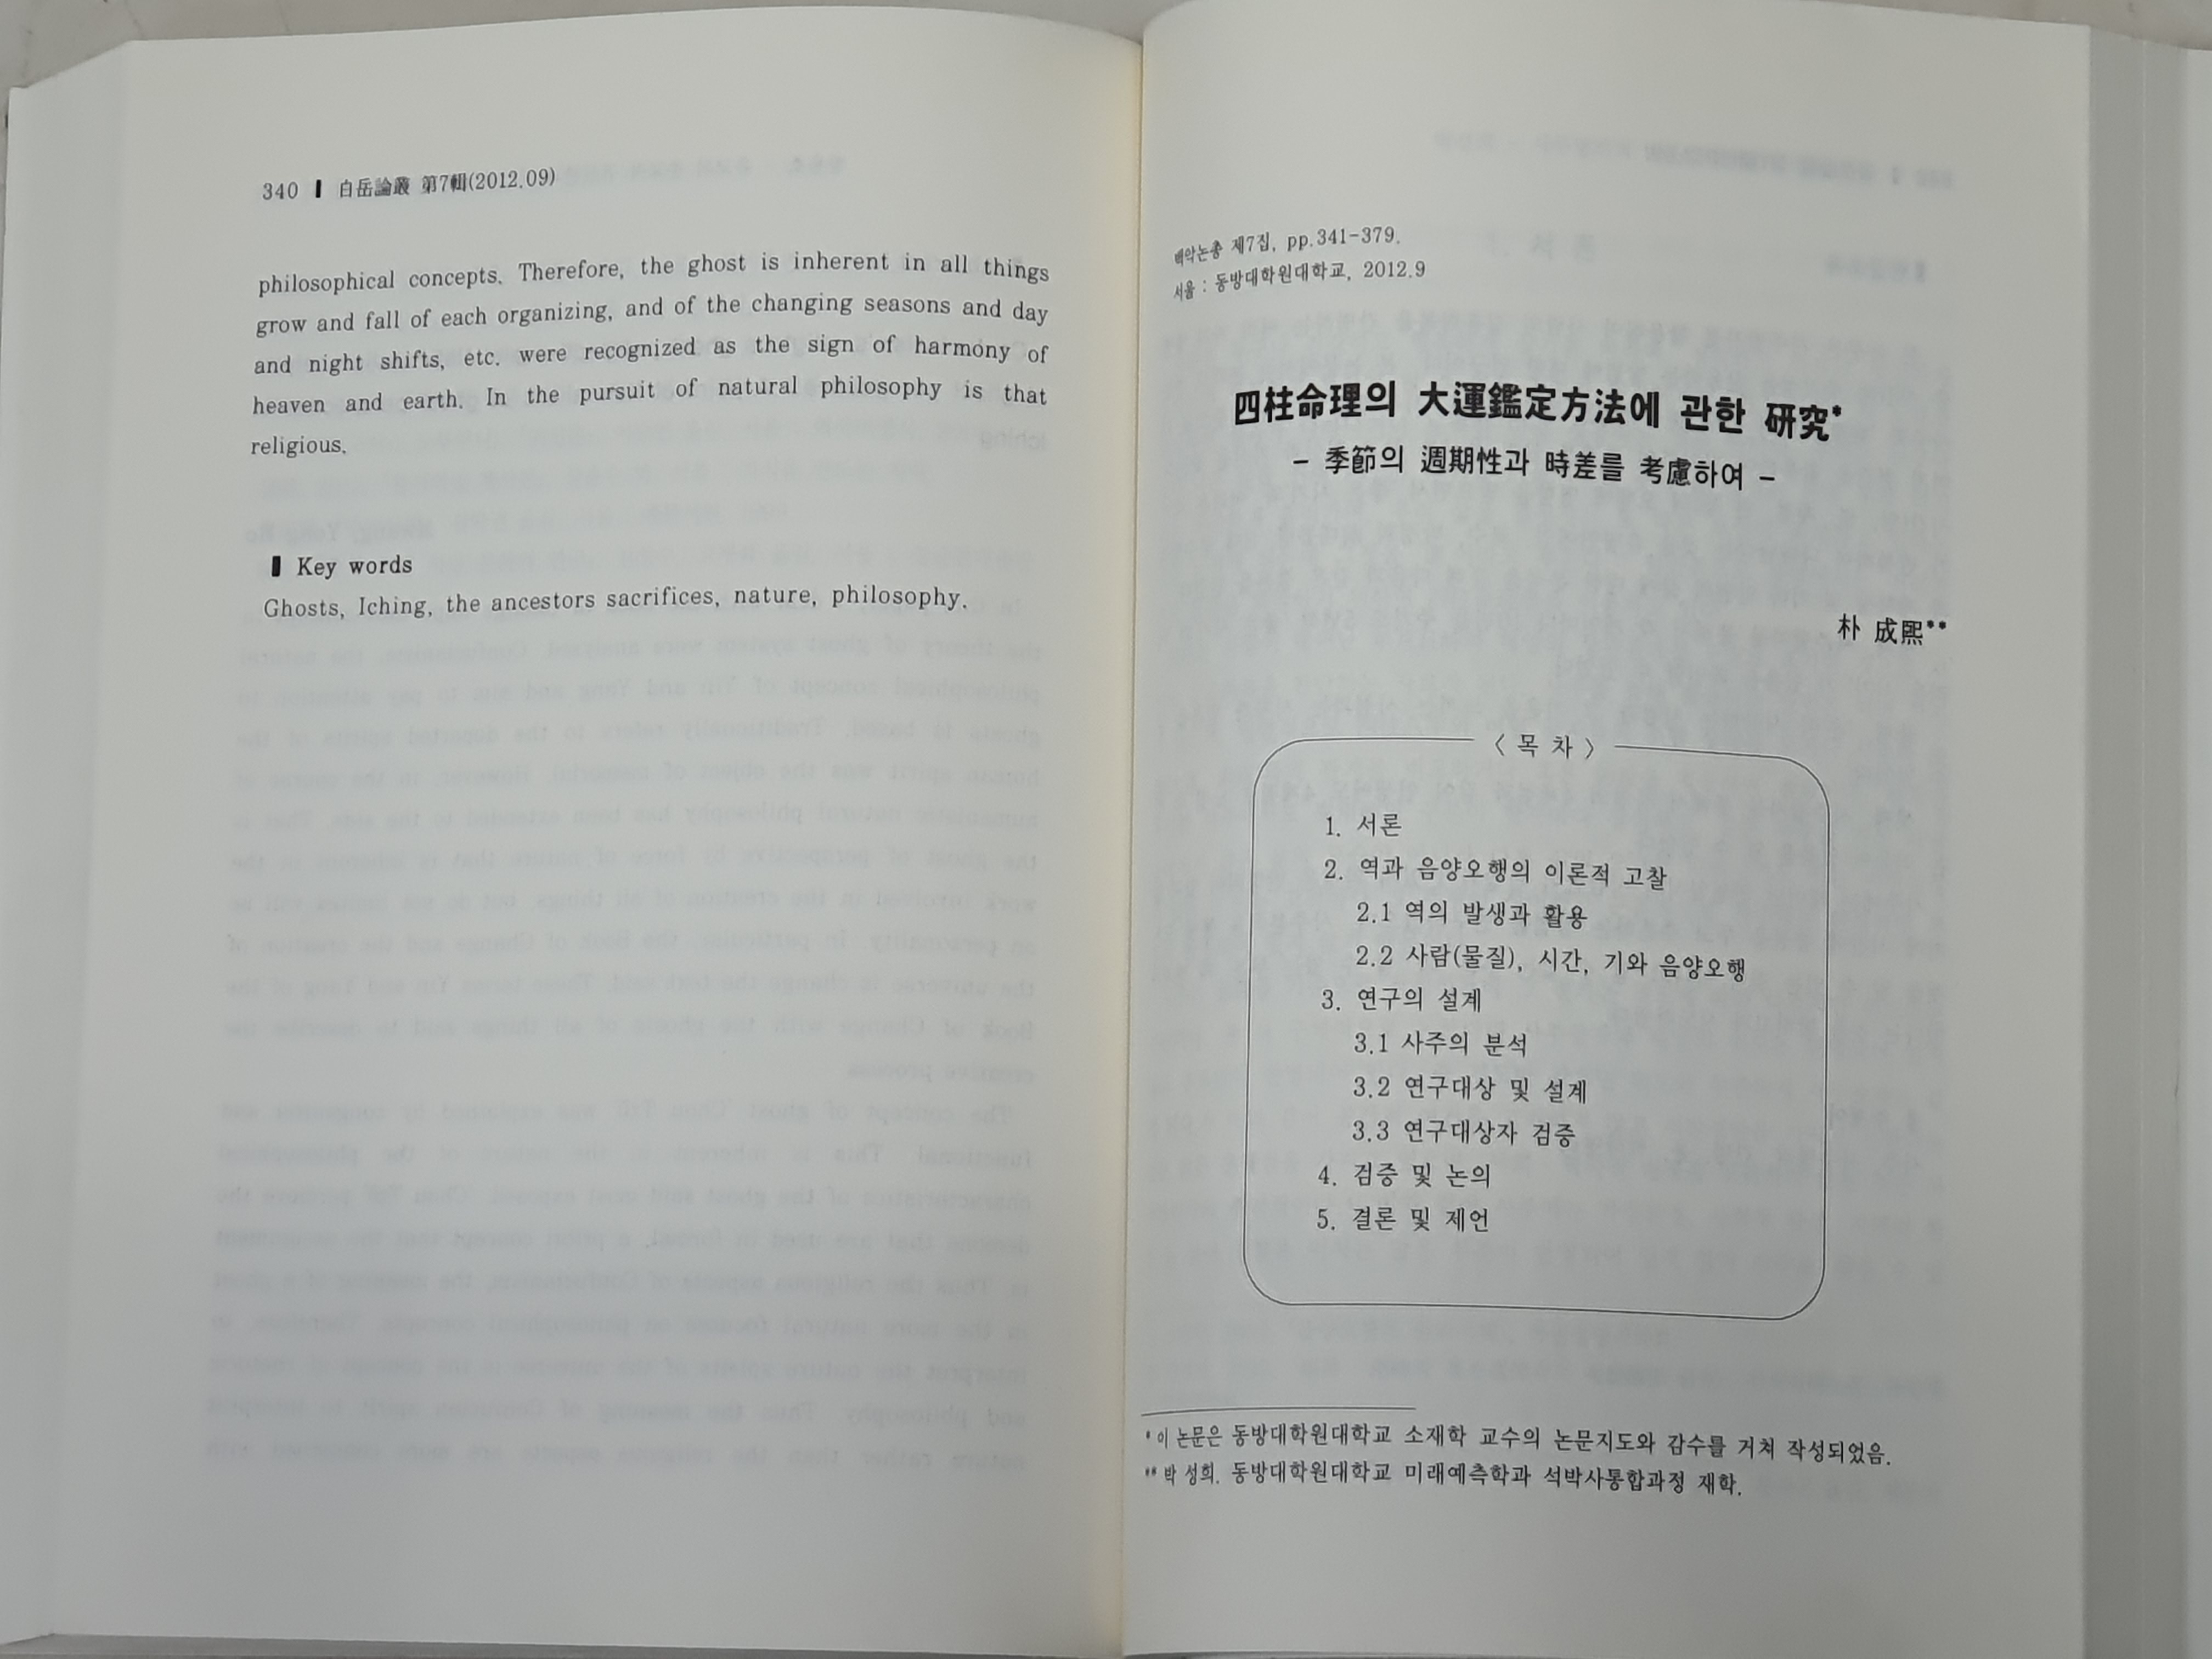 340 ▮ 白岳論叢 第7輯(2012.09)
philosophical concepts. Therefore, the ghost is inherent in all things
grow and fall of each organizing, and of the changing seasons and day
and night shifts, etc. were recognized as the sign of harmony of
heaven and earth. In the pursuit of natural philosophy is that
religious.
▮ Key words
Ghosts, Iching, the ancestors sacrifices, nature, philosophy.
백악논총 제7집, pp.341-379.
서울 : 동방대학원대학교, 2012.9
四柱命理의 大運鑑定方法에 관한 研究*
- 季節의 週期性과 時差를 考慮하여 -
朴 成熙**
〈 목 차 〉
1. 서론
2. 역과 음양오행의 이론적 고찰
2.1 역의 발생과 활용
2.2 사람(물질), 시간, 기와 음양오행
3. 연구의 설계
3.1 사주의 분석
3.2 연구대상 및 설계
3.3 연구대상자 검증
4. 검증 및 논의
5. 결론 및 제언
* 이 논문은 동방대학원대학교 소재학 교수의 논문지도와 감수를 거쳐 작성되었음.
** 박 성희. 동방대학원대학교 미래예측학과 석박사통합과정 재학.